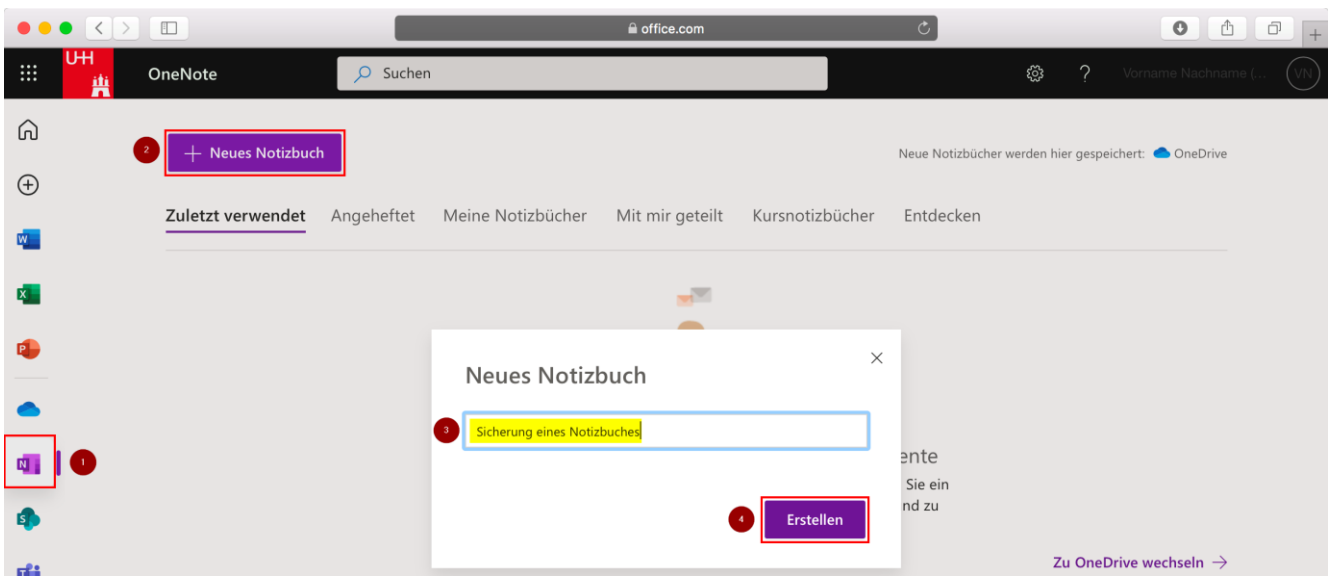 office.com
UHH
OneNote
Suchen
?
Vorname Nachname (...
VN
2
+ Neues Notizbuch
Neue Notizbücher werden hier gespeichert: OneDrive
Zuletzt verwendet Angeheftet Meine Notizbücher Mit mir geteilt Kursnotizbücher Entdecken
W
X
P
Neues Notizbuch
3
Sicherung eines Notizbuches
N
1
ente
Sie ein
nd zu
S
4
Erstellen
Zu OneDrive wechseln →